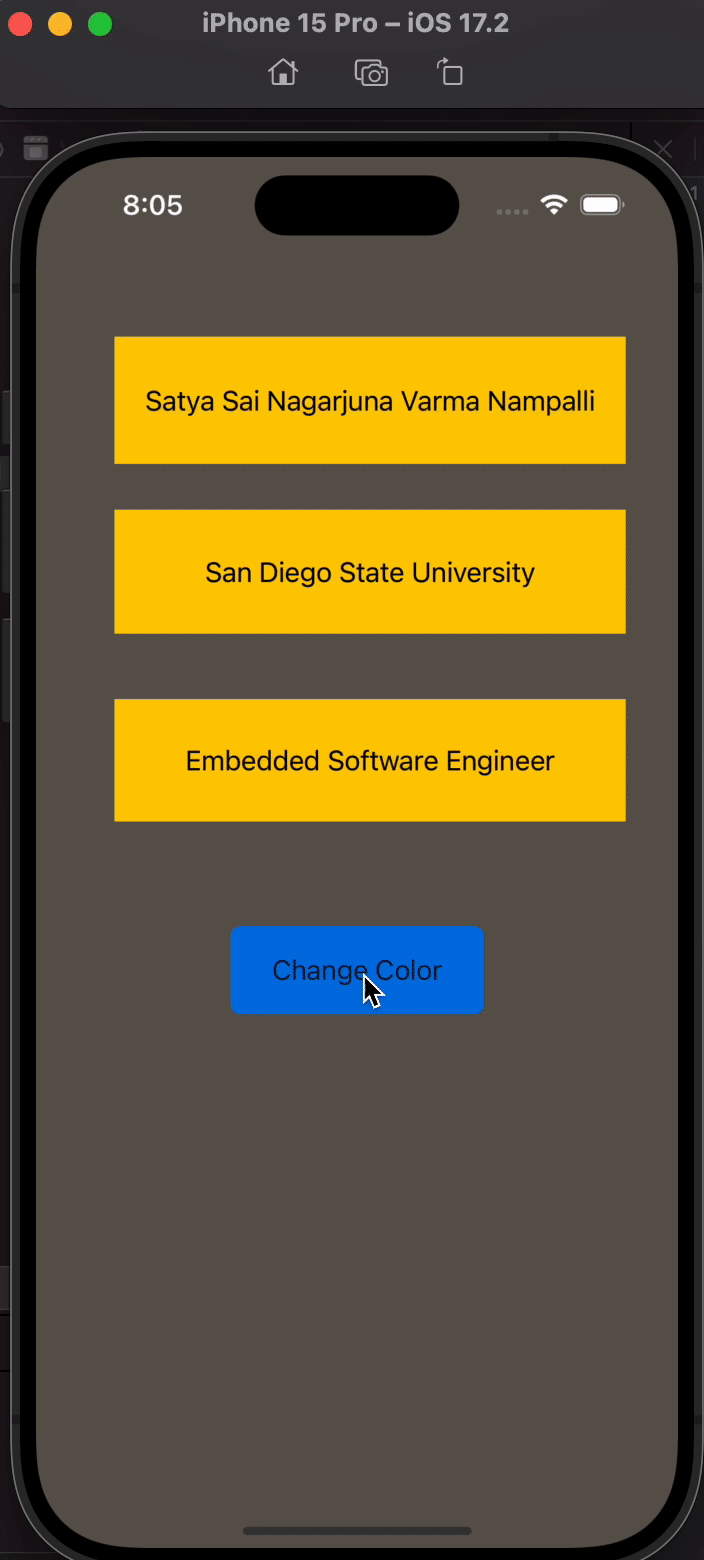 iPhone 15 Pro – iOS 17.2
8:05
Satya Sai Nagarjuna Varma Nampalli
San Diego State University
Embedded Software Engineer
Change Color